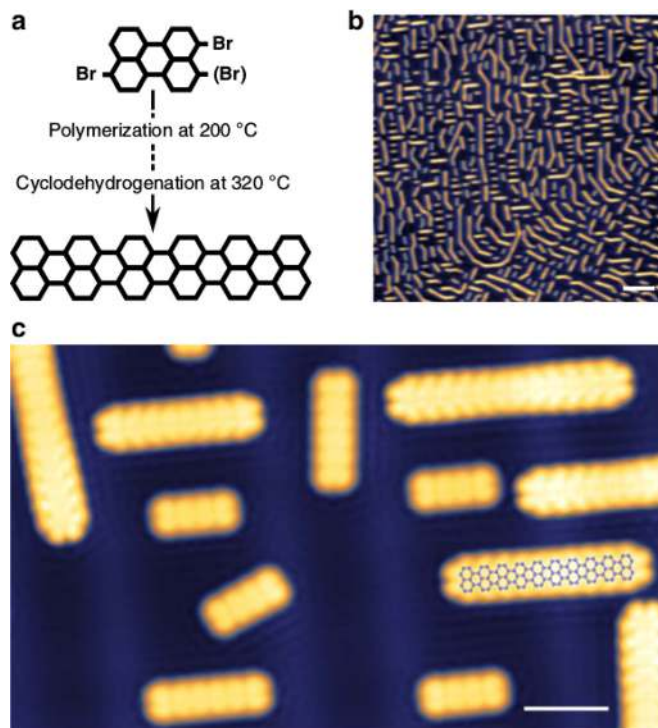 a
b
Br
Br
(Br)
Polymerization at 200 °C
Cyclodehydrogenation at 320 °C
c